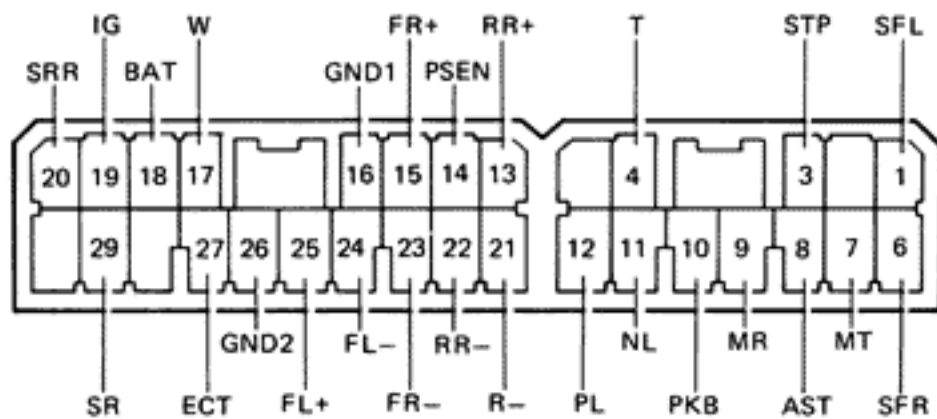 IG W FR+ RR+ T STP SFL
SRR BAT GND1 PSEN
20 19 18 17 16 15 14 13 4 3 1
29 27 26 25 24 23 22 21 12 11 10 9 8 7 6
GND2 FL− RR− NL MR MT
SR ECT FL+ FR− R− PL PKB AST SFR